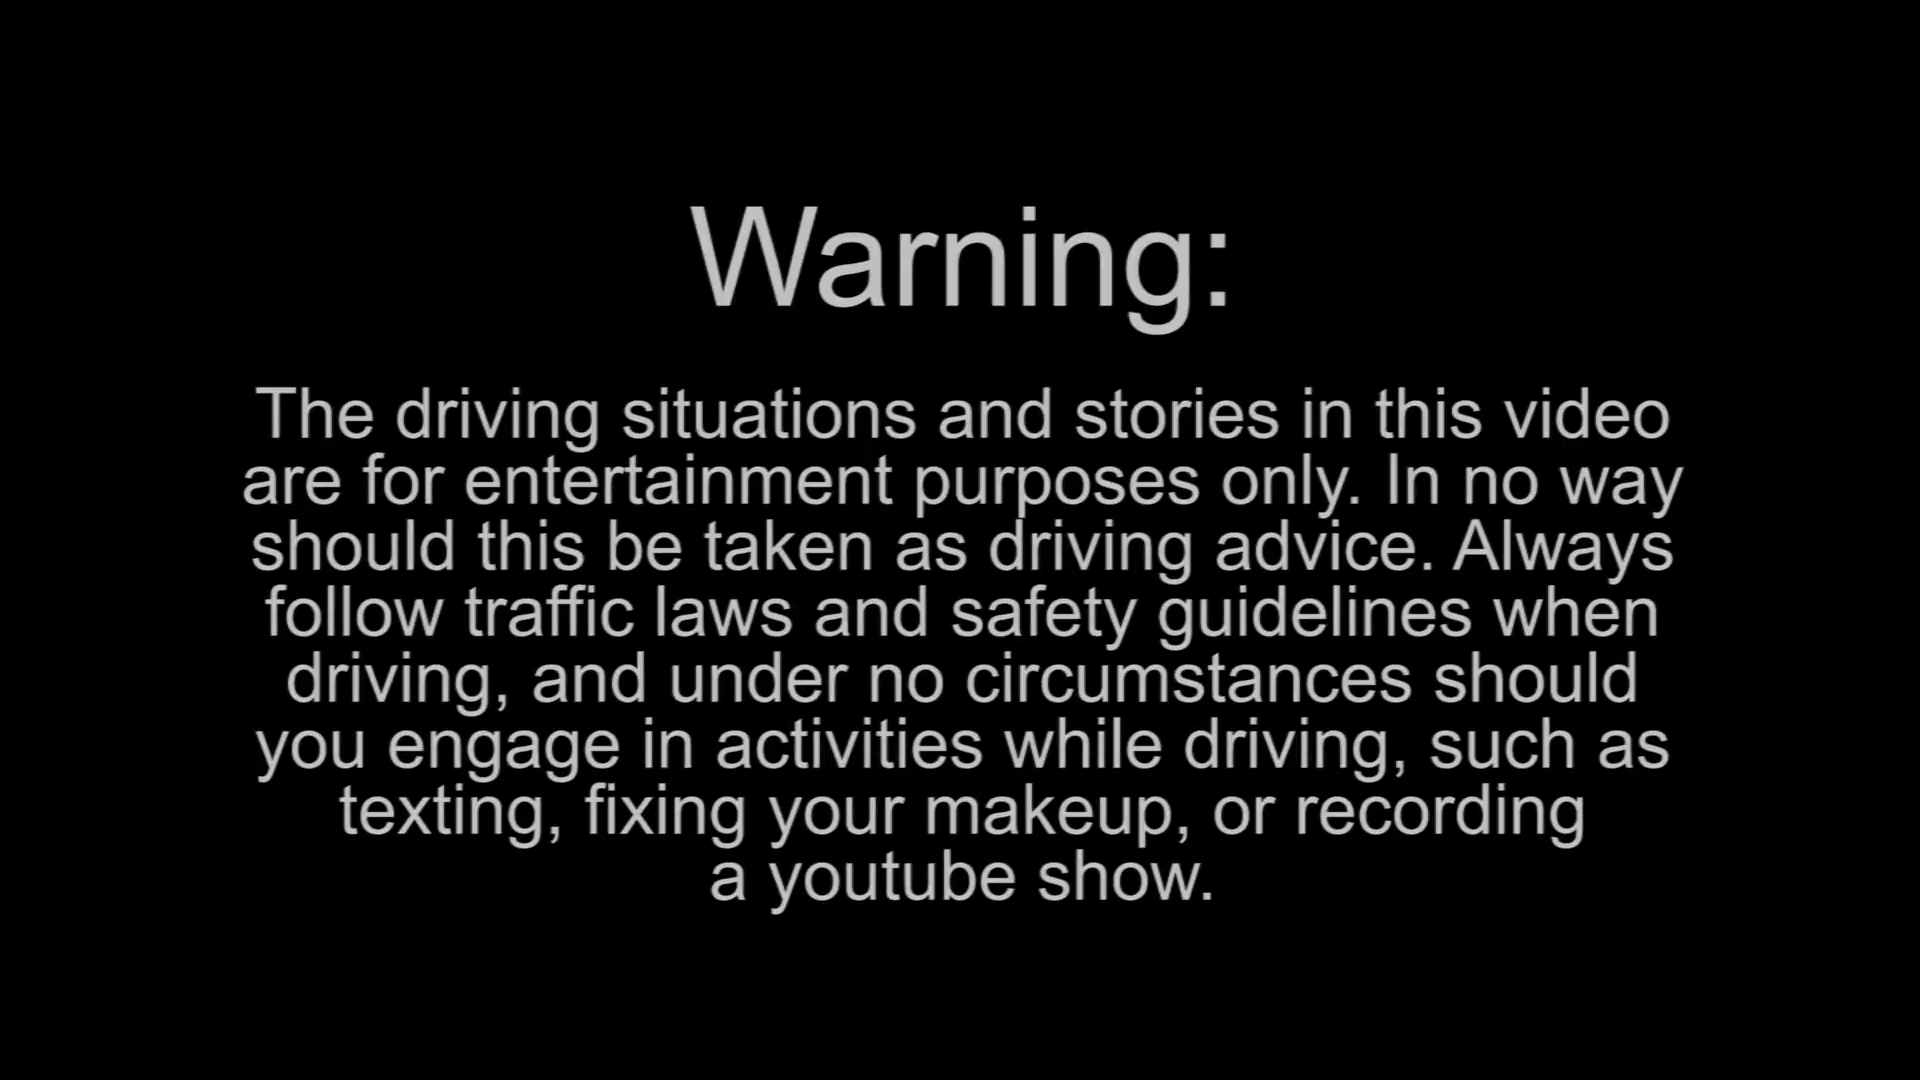 Warning:
The driving situations and stories in this video
are for entertainment purposes only. In no way
should this be taken as driving advice. Always
follow traffic laws and safety guidelines when
driving, and under no circumstances should
you engage in activities while driving, such as
texting, fixing your makeup, or recording
a youtube show.